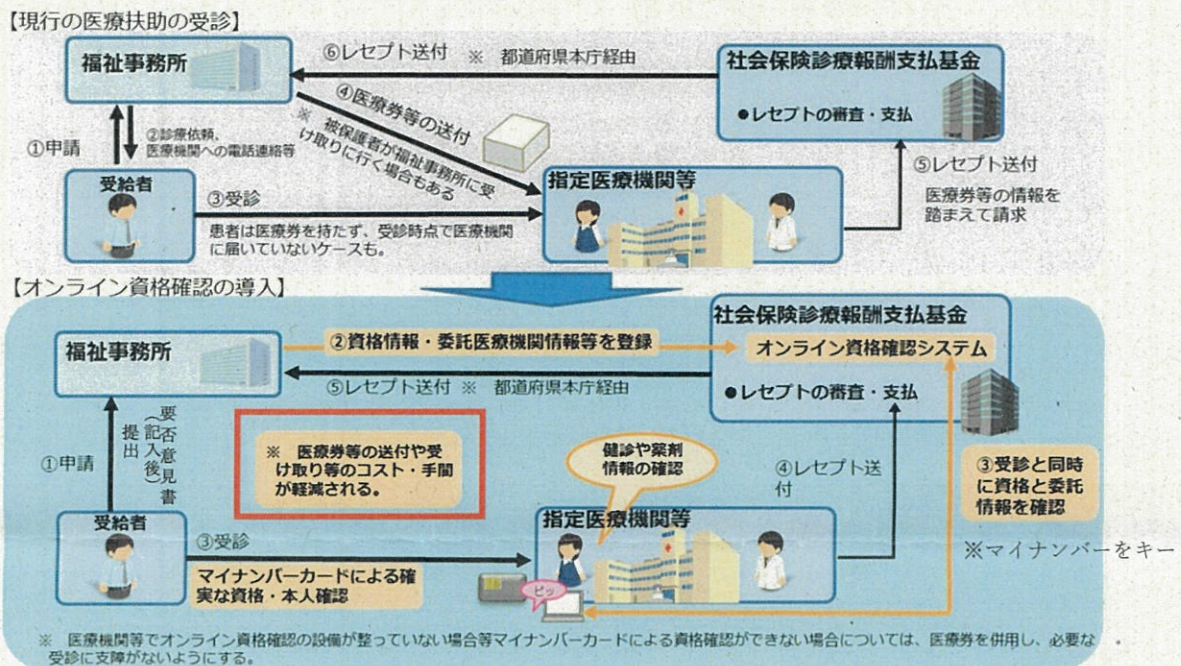 【現行の医療扶助の受診】
福祉事務所
⑥レセプト送付 ※ 都道府県本庁経由
社会保険診療報酬支払基金
●レセプトの審査・支払
④医療券等の送付
※ 被保護者が福祉事務所に受
け取りに行く場合もある
①申請
②診療依頼、
医療機関への電話連絡等
⑤レセプト送付
医療券等の情報を
踏まえて請求
受給者
③受診
患者は医療券を持たず、受診時点で医療機関
に届いていないケースも。
指定医療機関等
【オンライン資格確認の導入】
福祉事務所
②資格情報・委託医療機関情報等を登録
社会保険診療報酬支払基金
オンライン資格確認システム
⑤レセプト送付 ※ 都道府県本庁経由
●レセプトの審査・支払
①申請
要否意見書
(記入後)
提出
※ 医療券等の送付や受
け取り等のコスト・手間
が軽減される。
健診や薬剤
情報の確認
④レセプト送
付
③受診と同時
に資格と委託
情報を確認
※マイナンバーをキー
受給者
③受診
マイナンバーカードによる確
実な資格・本人確認
指定医療機関等
ピッ
※ 医療機関等でオンライン資格確認の設備が整っていない場合等マイナンバーカードによる資格確認ができない場合については、医療券を併用し、必要な
受診に支障がないようにする。